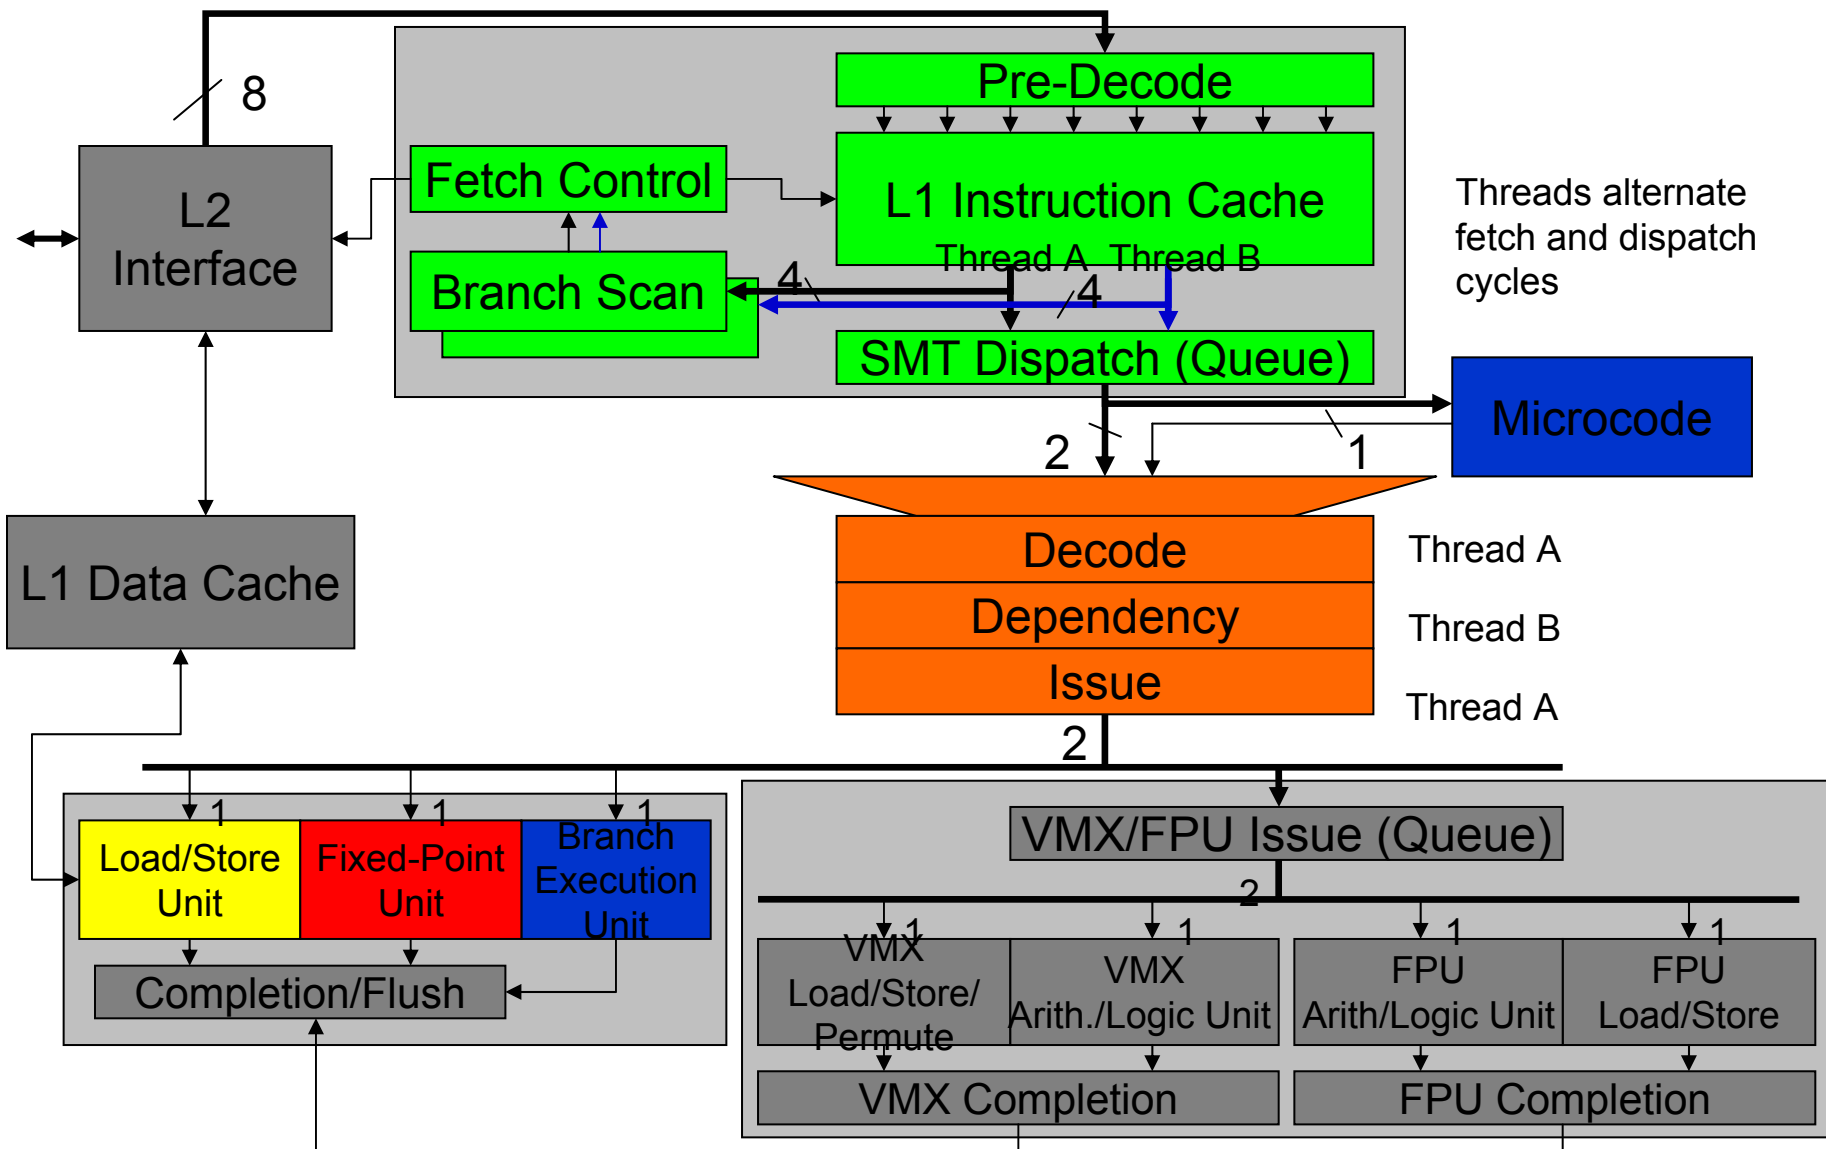 8
Pre-Decode
Fetch Control
L1 Instruction Cache
Thread A
Thread B
L2
Interface
Branch Scan
4
4
SMT Dispatch (Queue)
Threads alternate
fetch and dispatch
cycles
Microcode
2
1
L1 Data Cache
Decode
Thread A
Dependency
Thread B
Issue
Thread A
2
1
1
1
Load/Store
Unit
Fixed-Point
Unit
Branch
Execution
Unit
Completion/Flush
VMX/FPU Issue (Queue)
2
1
1
1
1
VMX
Load/Store/
Permute
VMX
Arith./Logic Unit
FPU
Arith/Logic Unit
FPU
Load/Store
VMX Completion
FPU Completion